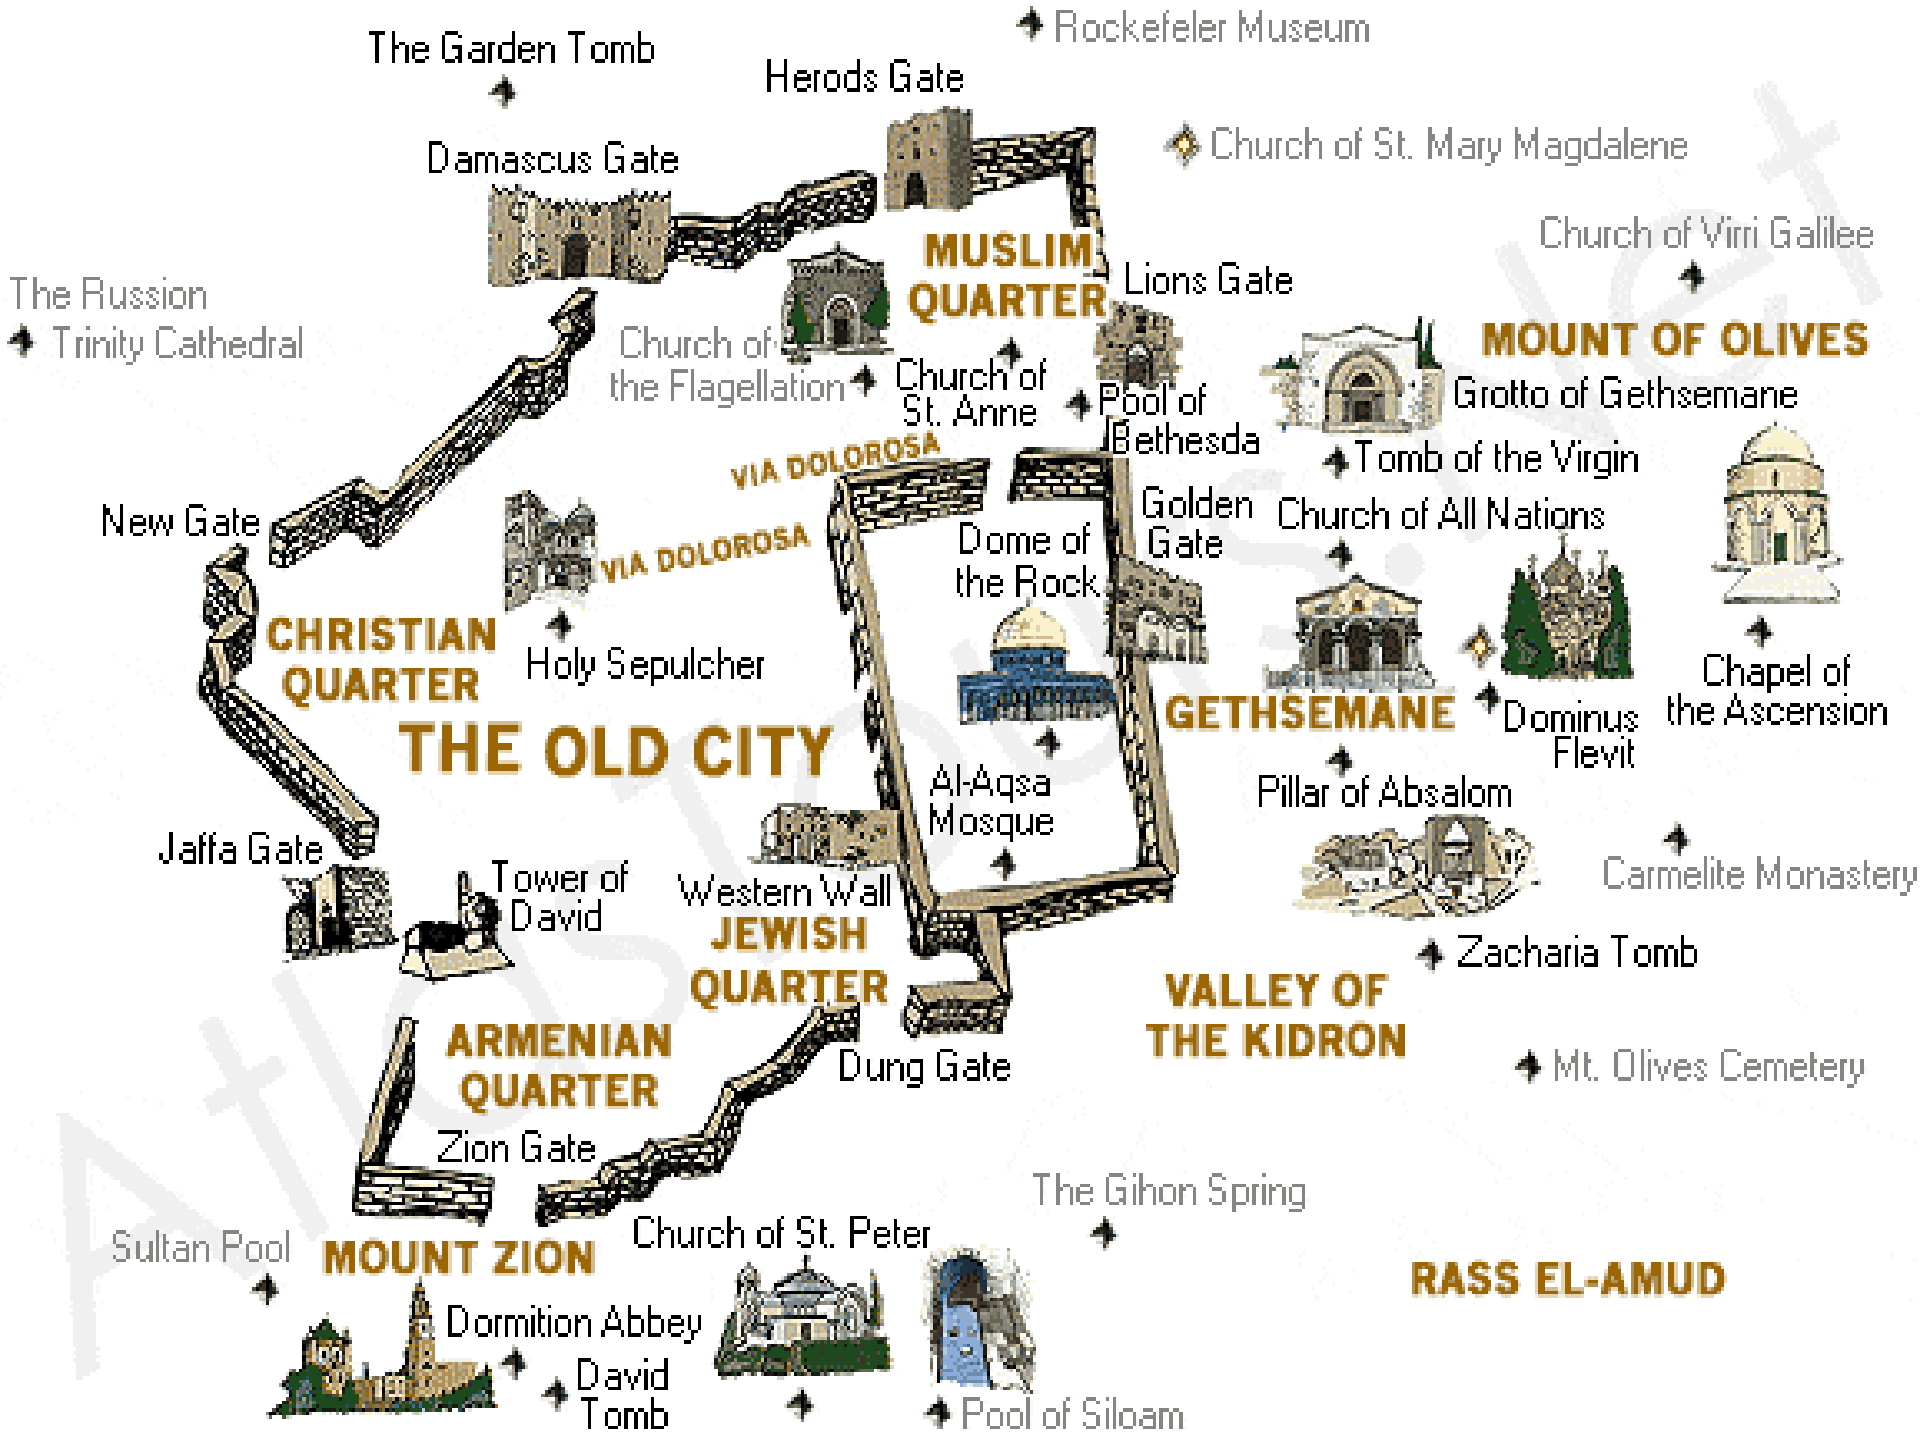 Rockefeler Museum
The Garden Tomb
Herods Gate
Church of St. Mary Magdalene
Damascus Gate
Church of Virri Galilee
MUSLIM
QUARTER
Lions Gate
The Russion
Trinity Cathedral
Church of
the Flagellation
MOUNT OF OLIVES
Church of
St. Anne
Pool of
Bethesda
Grotto of Gethsemane
Tomb of the Virgin
VIA DOLOROSA
New Gate
Golden
Gate
Church of All Nations
Dome of
the Rock
VIA DOLOROSA
CHRISTIAN
QUARTER
Holy Sepulcher
Chapel of
the Ascension
GETHSEMANE
Dominus
Flevit
THE OLD CITY
Al-Aqsa
Mosque
Pillar of Absalom
Jaffa Gate
Tower of
David
Western Wall
Carmelite Monastery
JEWISH
QUARTER
Zacharia Tomb
VALLEY OF
THE KIDRON
ARMENIAN
QUARTER
Dung Gate
Mt. Olives Cemetery
Zion Gate
The Gihon Spring
Sultan Pool
MOUNT ZION
Church of St. Peter
RASS EL-AMUD
Dormition Abbey
David
Tomb
Pool of Siloam
AtlasTours.Net